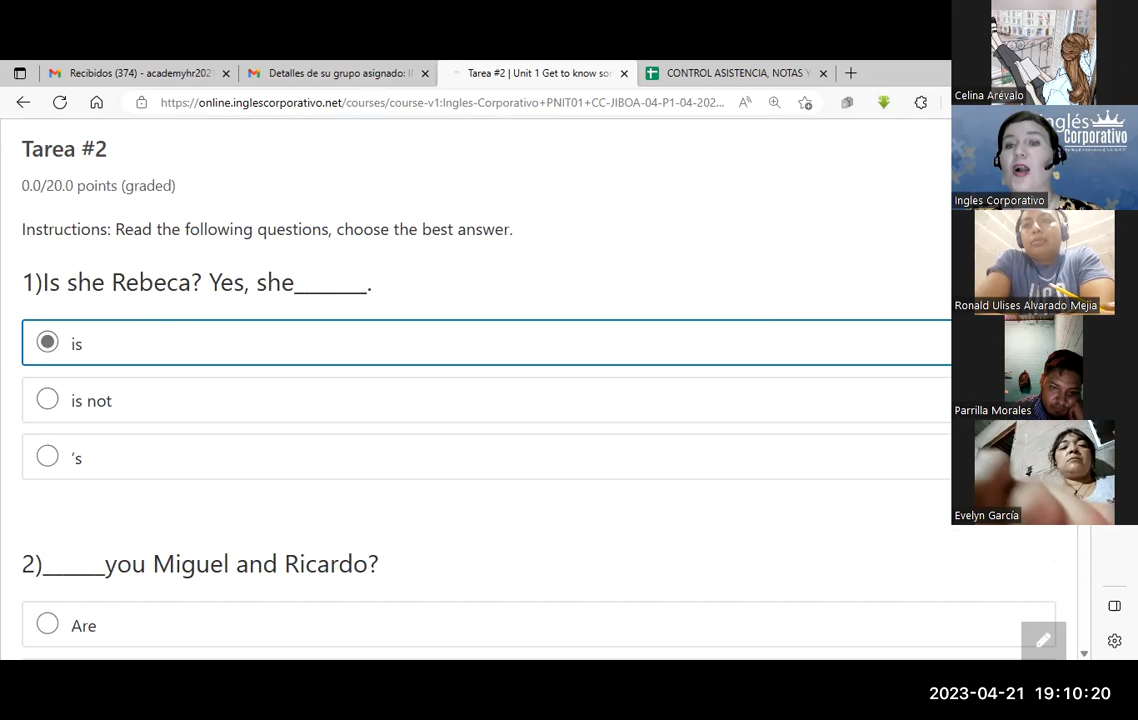 Recibidos (374) - academyhr202
Detalles de su grupo asignado: I
Tarea #2 | Unit 1 Get to know sor
CONTROL ASISTENCIA, NOTAS Y
https://online.inglescorporativo.net/courses/course-v1:Ingles-Corporativo+PNIT01+CC-JIBOA-04-P1-04-202...
Tarea #2
0.0/20.0 points (graded)
Instructions: Read the following questions, choose the best answer.
1)Is she Rebeca? Yes, she_______.
is
is not
‘s
2)______you Miguel and Ricardo?
Are
Celina Arévalo
Inglés
Corporativo
Ingles Corporativo
Ronald Ulises Alvarado Mejia
Parrilla Morales
Evelyn García
2023-04-21 19:10:20